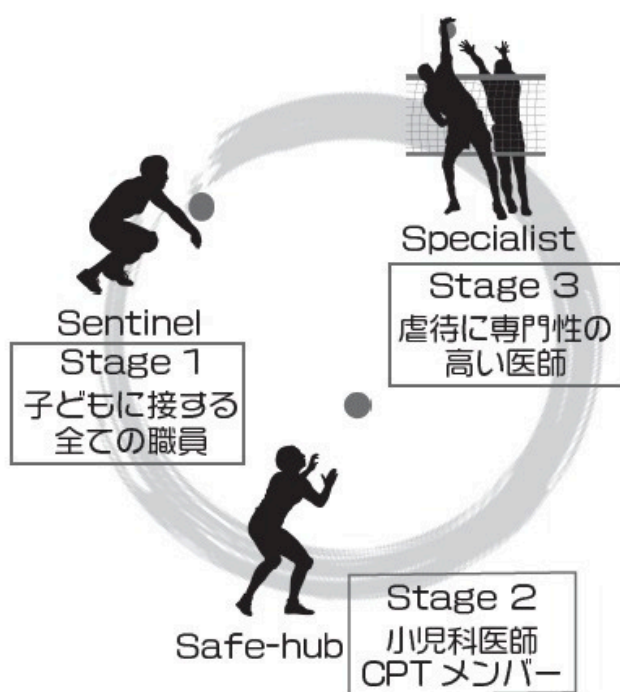 Sentinel
Stage 1
子どもに接する
全ての職員
Safe-hub
Stage 2
小児科医師
CPT メンバー
Specialist
Stage 3
虐待に専門性の
高い医師